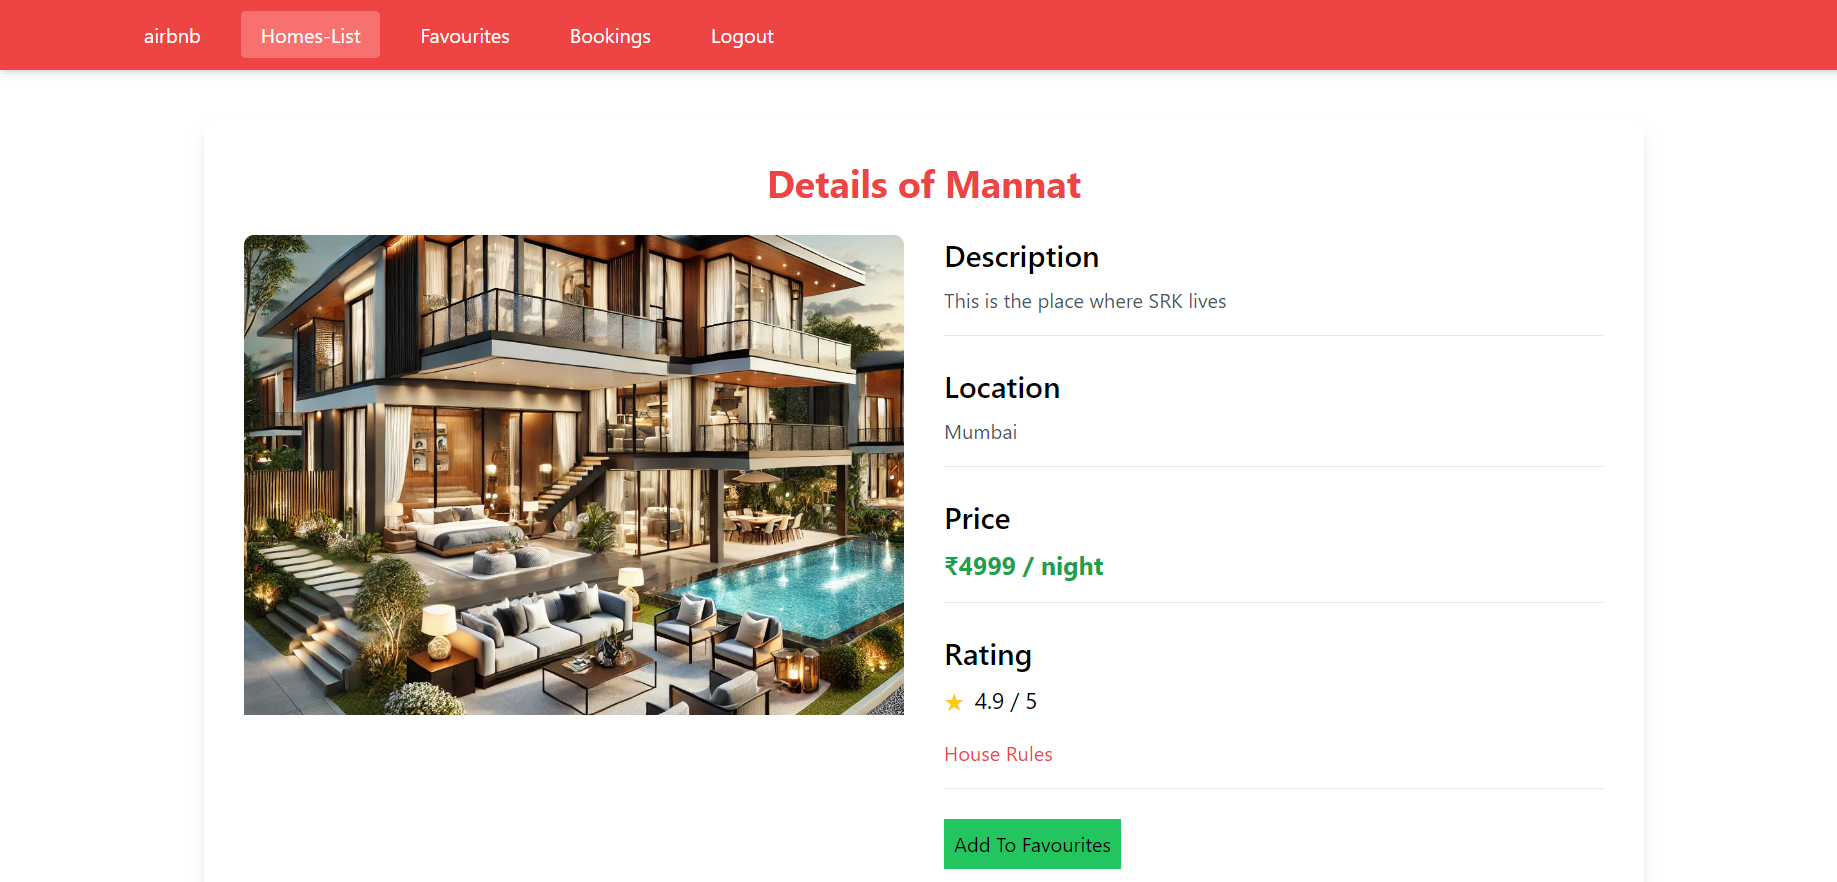 airbnb Homes-List Favourites Bookings Logout
Details of Mannat
Description
This is the place where SRK lives
Location
Mumbai
Price
₹4999 / night
Rating
★ 4.9 / 5
House Rules
Add To Favourites